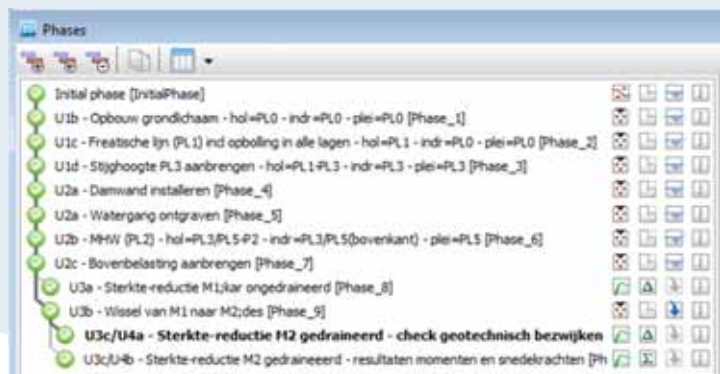 Phases
Initial phase [InitialPhase]
U1b - Opbouw grondlichaam - hol=PL0 - indr=PL0 - plei=PL0 [Phase_1]
U1c - Freatische lijn (PL1) incl opbolling in alle lagen - hol=PL1 - indr=PL0 - plei=PL0 [Phase_2]
U1d - Stijghoogte PL3 aanbrengen - hol=PL1-PL3 - indr=PL3 - plei=PL3 [Phase_3]
U2a - Damwand installeren [Phase_4]
U2a - Watergang ontgraven [Phase_5]
U2b - MHW (PL2) - hol=PL3/PL5-P2 - indr=PL3/PL5(bovenkant) - plei=PL5 [Phase_6]
U2c - Bovenbelasting aanbrengen [Phase_7]
U3a - Sterkte-reductie M1;kar ongedraineerd [Phase_8]
U3b - Wissel van M1 naar M2;des [Phase_9]
U3c/U4a - Sterkte-reductie M2 gedraineerd - check geotechnisch bezwijken
U3c/U4b - Sterkte-reductie M2 gedraineeerd - resultaten momenten en snedekrachten [Ph